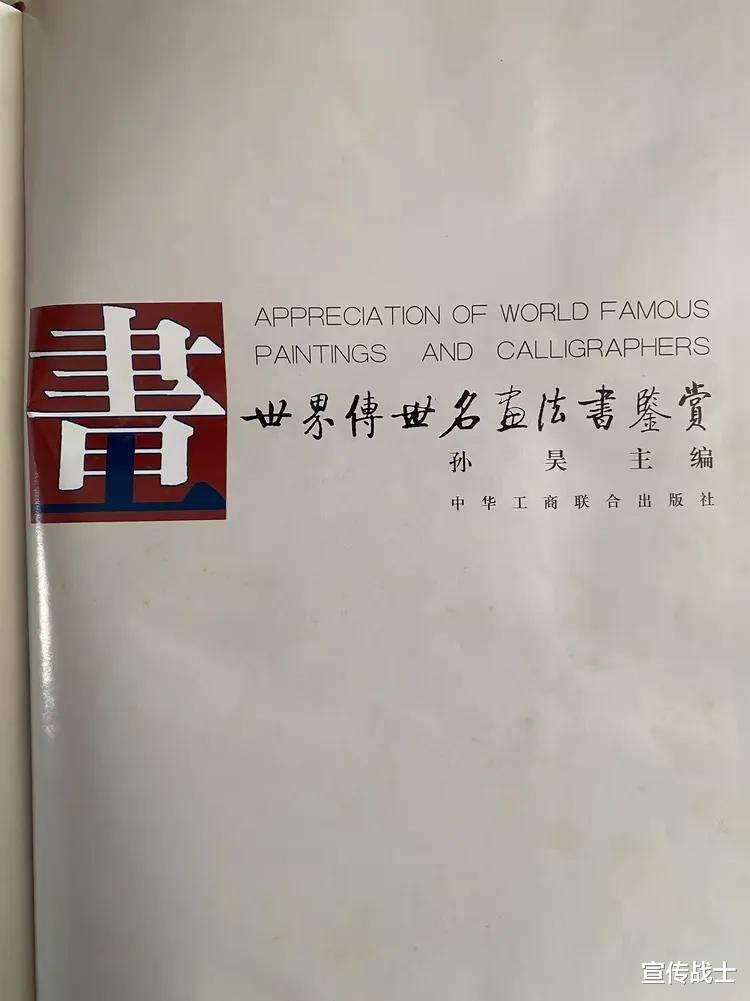 畫
APPRECIATION OF WORLD FAMOUS
PAINTINGS AND CALLIGRAPHERS
世界傳世名畫法書鑒賞
孙昊主编
中华工商联合出版社
宣传战士